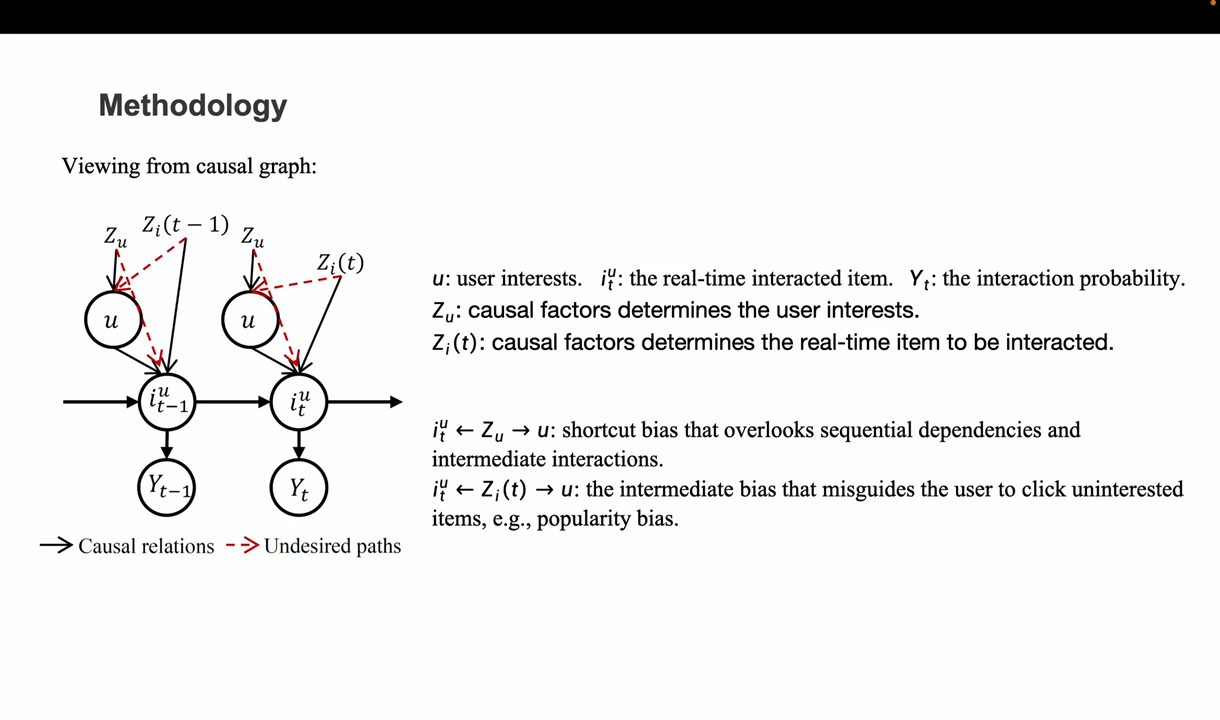 Methodology
Viewing from causal graph:
Z_u Z_i(t − 1) Z_u
Z_i(t)
u u
i^u_{t−1} i^u_t
Y_{t−1} Y_t
Causal relations Undesired paths
u: user interests. i^u_t: the real-time interacted item. Y_t: the interaction probability.
Z_u: causal factors determines the user interests.
Z_i(t): causal factors determines the real-time item to be interacted.
i^u_t ← Z_u → u: shortcut bias that overlooks sequential dependencies and
intermediate interactions.
i^u_t ← Z_i(t) → u: the intermediate bias that misguides the user to click uninterested
items, e.g., popularity bias.